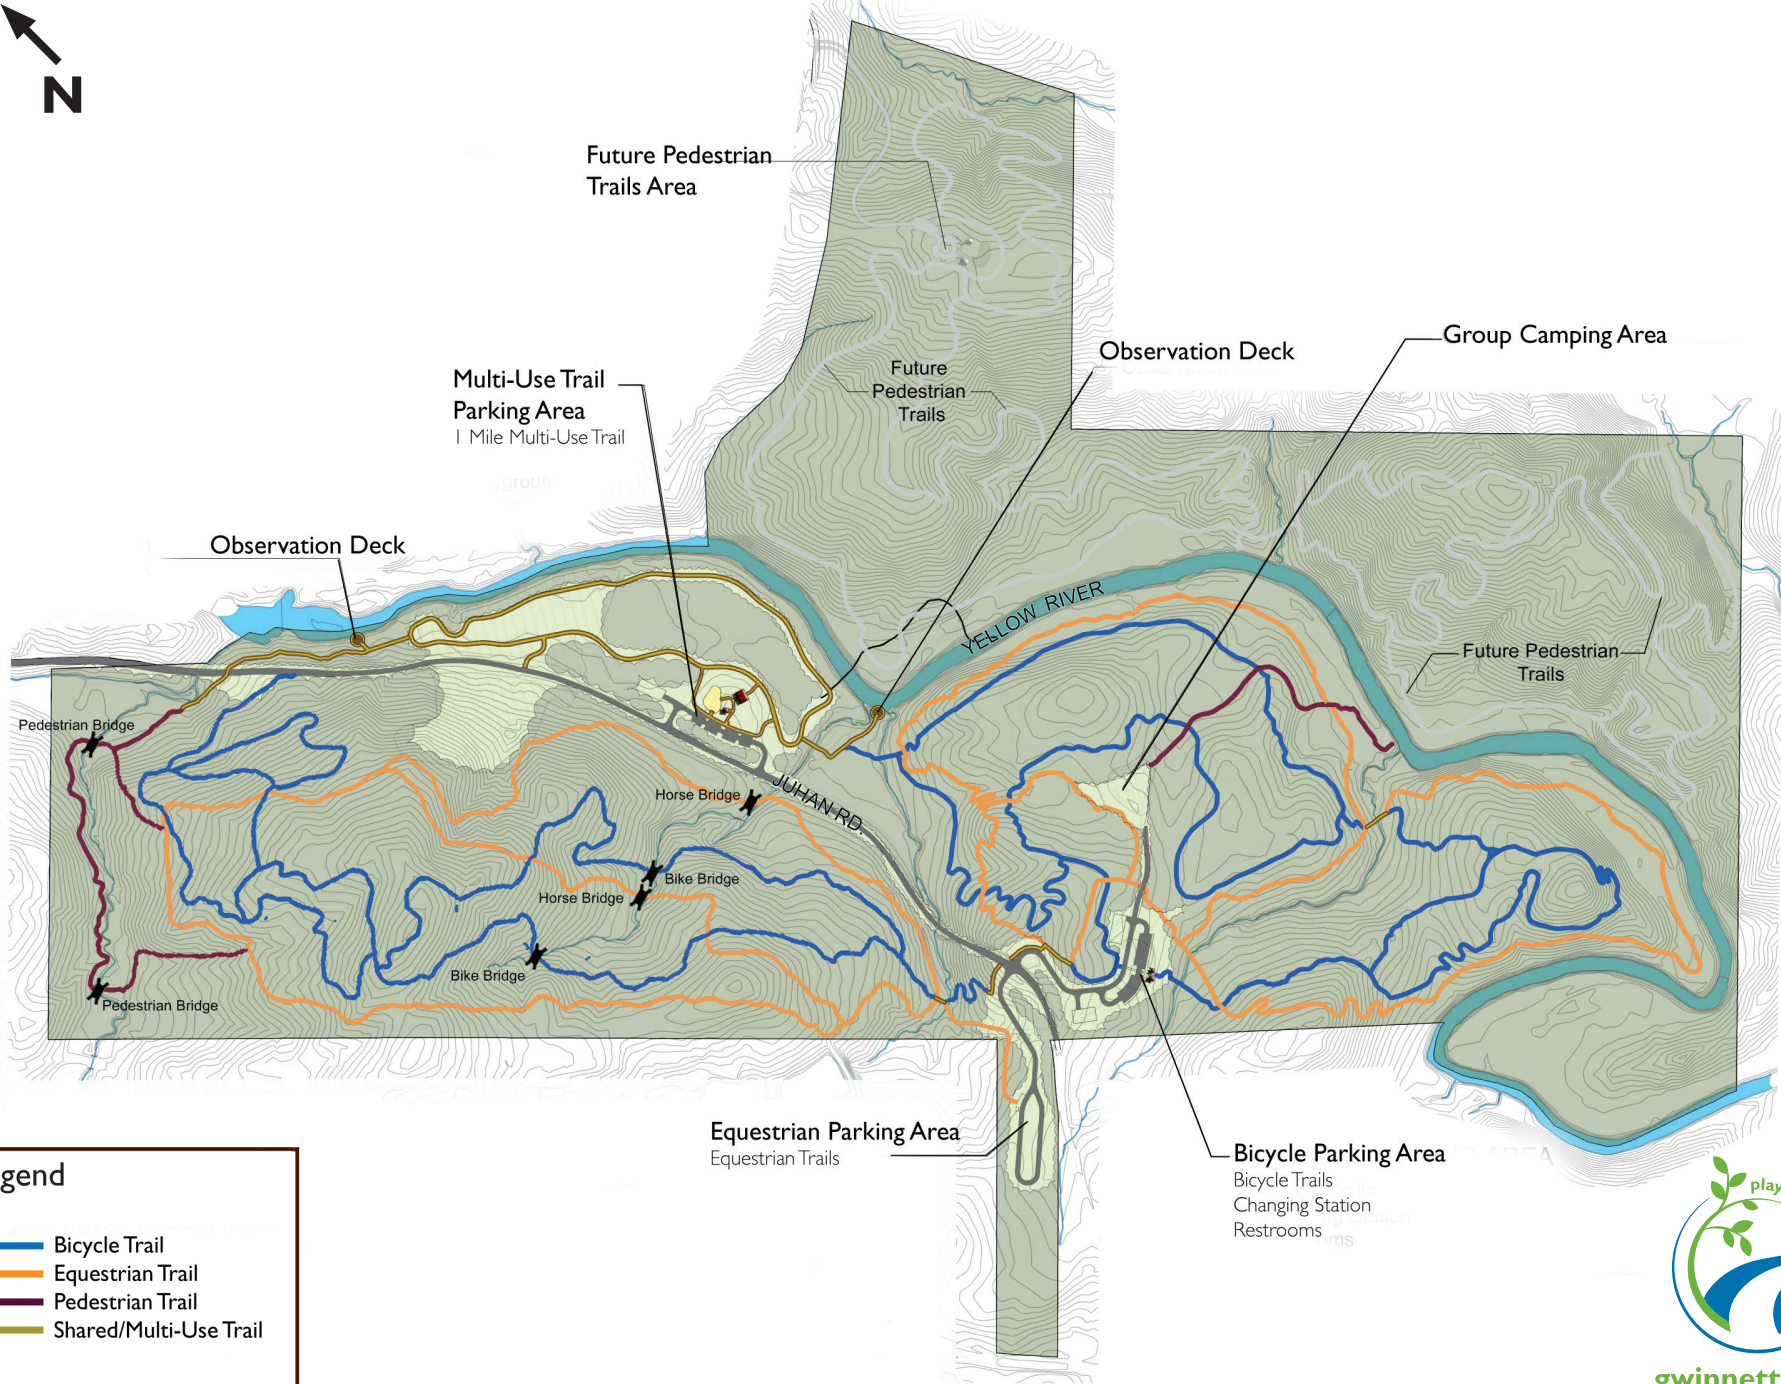 N
Future Pedestrian
Trails Area
Observation Deck
Group Camping Area
Future
Pedestrian
Trails
Multi-Use Trail
Parking Area
1 Mile Multi-Use Trail
Observation Deck
YELLOW RIVER
Future Pedestrian
Trails
Pedestrian Bridge
Horse Bridge
JUHAN RD.
Bike Bridge
Horse Bridge
Bike Bridge
Pedestrian Bridge
Equestrian Parking Area
Equestrian Trails
Bicycle Parking Area
Bicycle Trails
Changing Station
Restrooms
gend
Bicycle Trail
Equestrian Trail
Pedestrian Trail
Shared/Multi-Use Trail
play
gwinnett